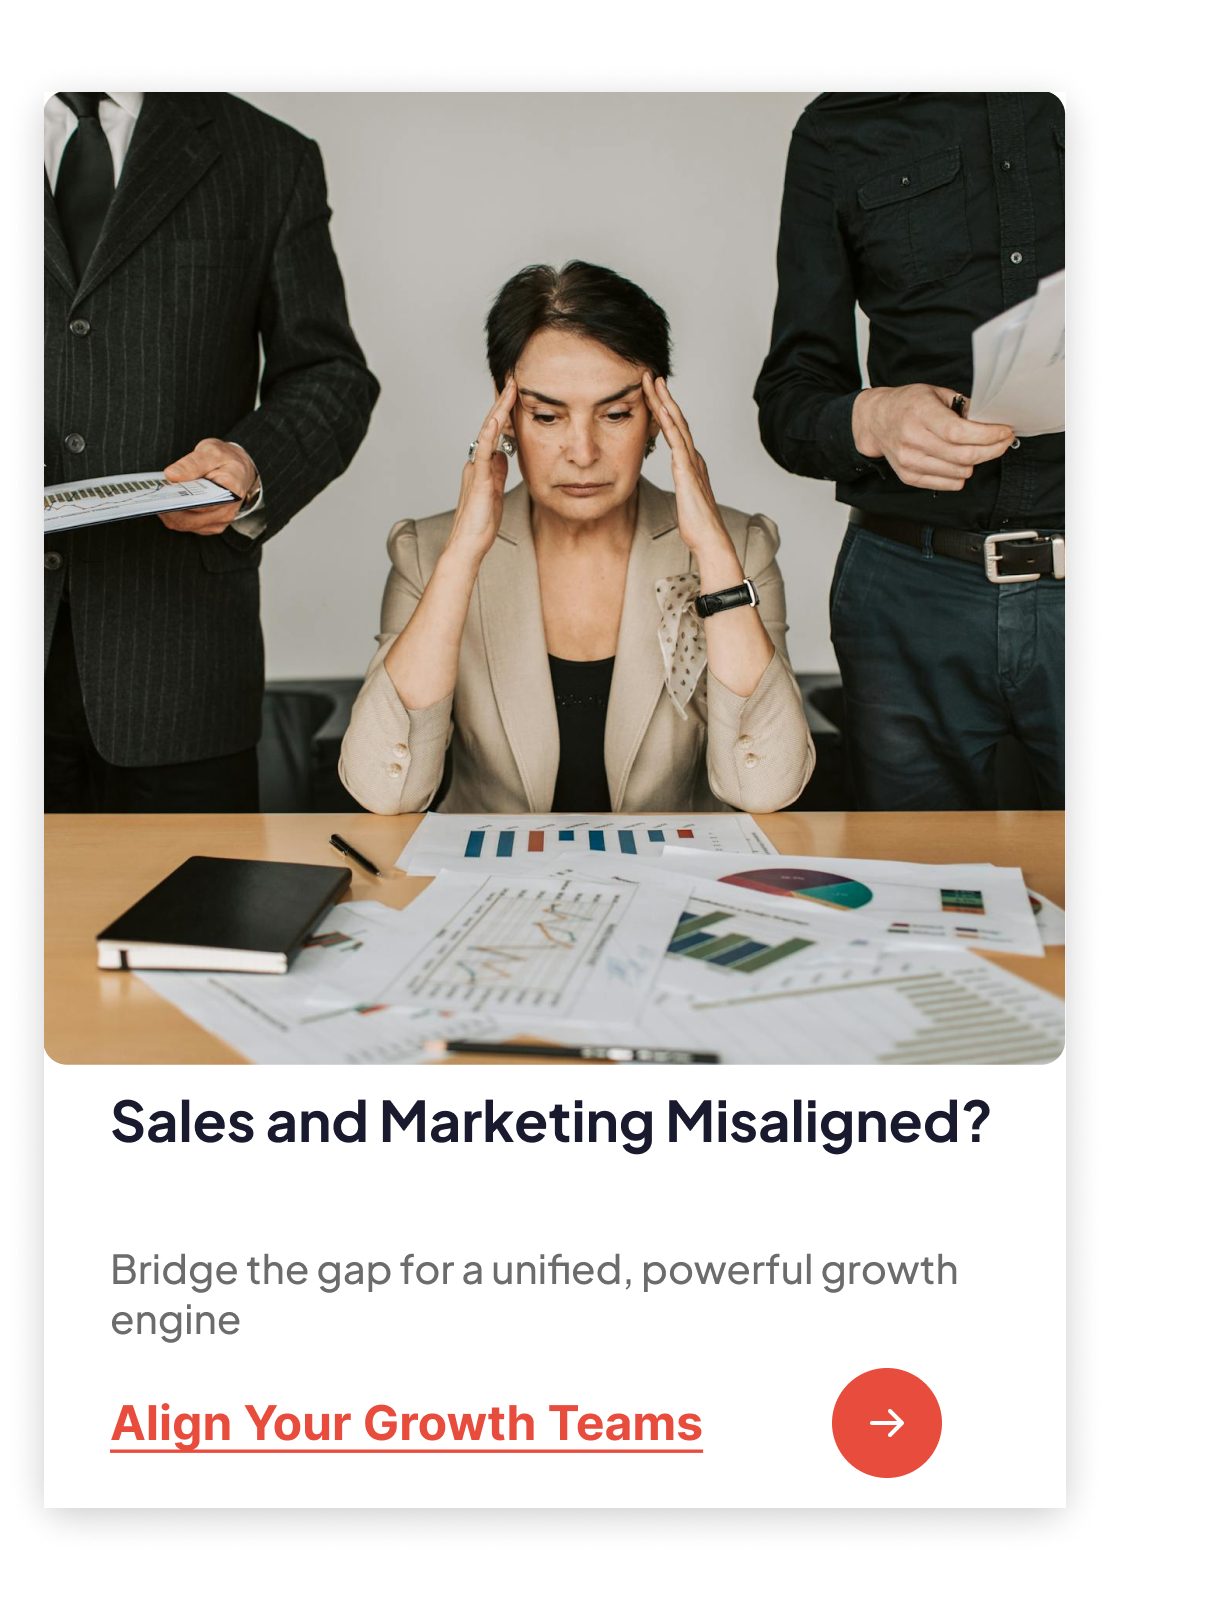 Sales and Marketing Misaligned?
Bridge the gap for a unified, powerful growth
engine
Align Your Growth Teams